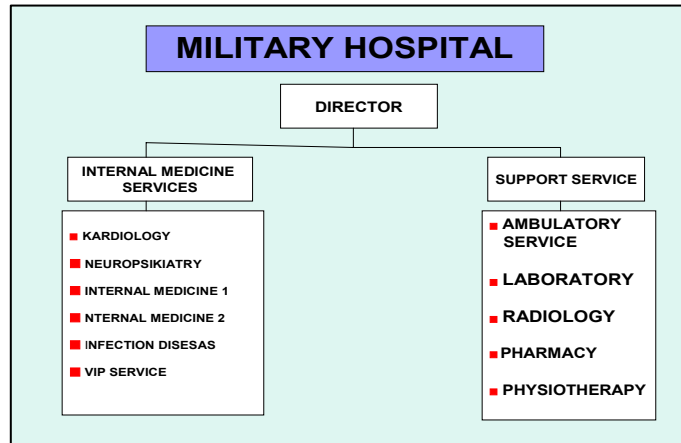 MILITARY HOSPITAL
DIRECTOR
INTERNAL MEDICINE
SERVICES
KARDIOLOGY
NEUROPSIKIATRY
INTERNAL MEDICINE 1
NTERNAL MEDICINE 2
INFECTION DISESAS
VIP SERVICE
SUPPORT SERVICE
AMBULATORY
SERVICE
LABORATORY
RADIOLOGY
PHARMACY
PHYSIOTHERAPY